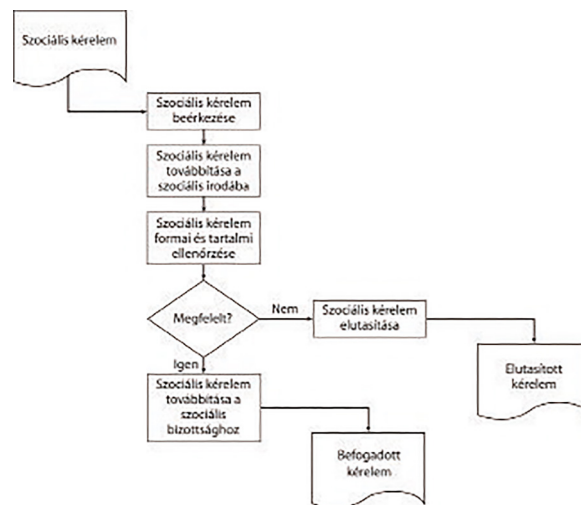 Szociális kérelem
Szociális kérelem
beérkezése
Szociális kérelem
továbbítása a
szociális irodába
Szociális kérelem
formai és tartalmi
ellenőrzése
Megfelelt?
Nem
Szociális kérelem
elutasítása
Elutasított
kérelem
Igen
Szociális kérelem
továbbítása a
szociális
bizottsághoz
Befogadott
kérelem